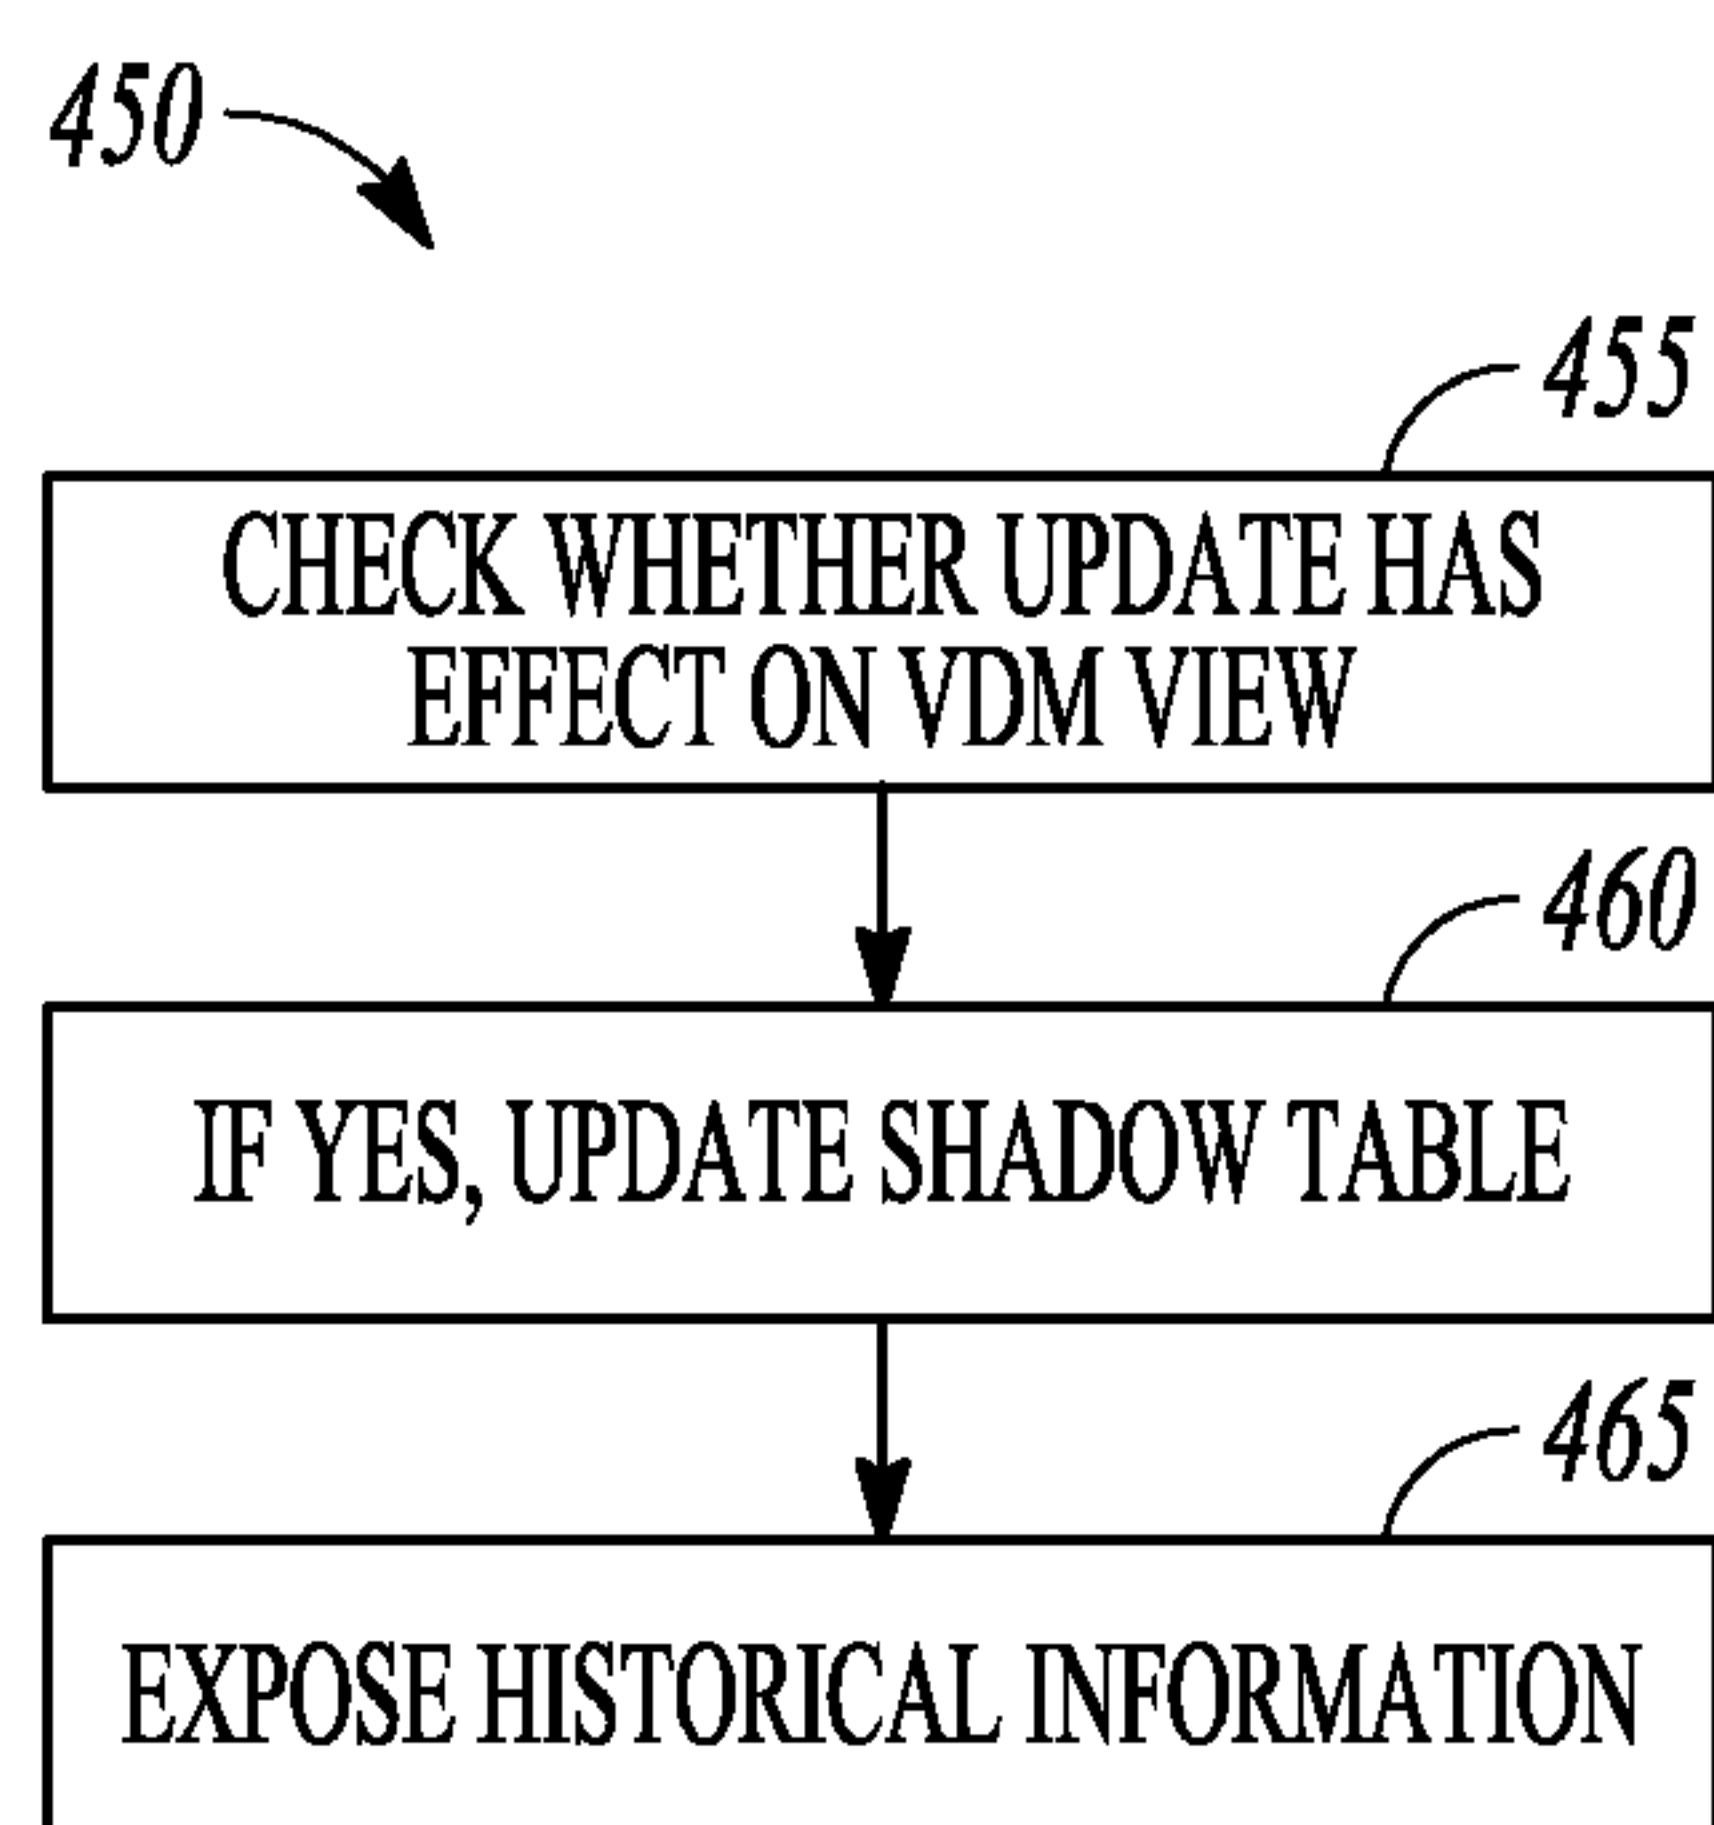 450
455
CHECK WHETHER UPDATE HAS
EFFECT ON VDM VIEW
460
IF YES, UPDATE SHADOW TABLE
465
EXPOSE HISTORICAL INFORMATION